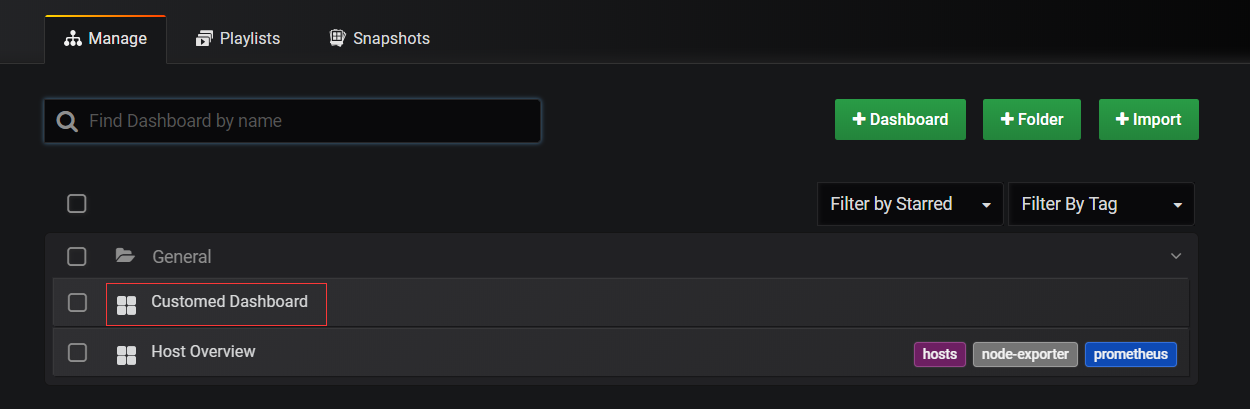 Manage Playlists Snapshots
Find Dashboard by name + Dashboard + Folder + Import
Filter by Starred Filter By Tag
General
Customed Dashboard
Host Overview hosts node-exporter prometheus